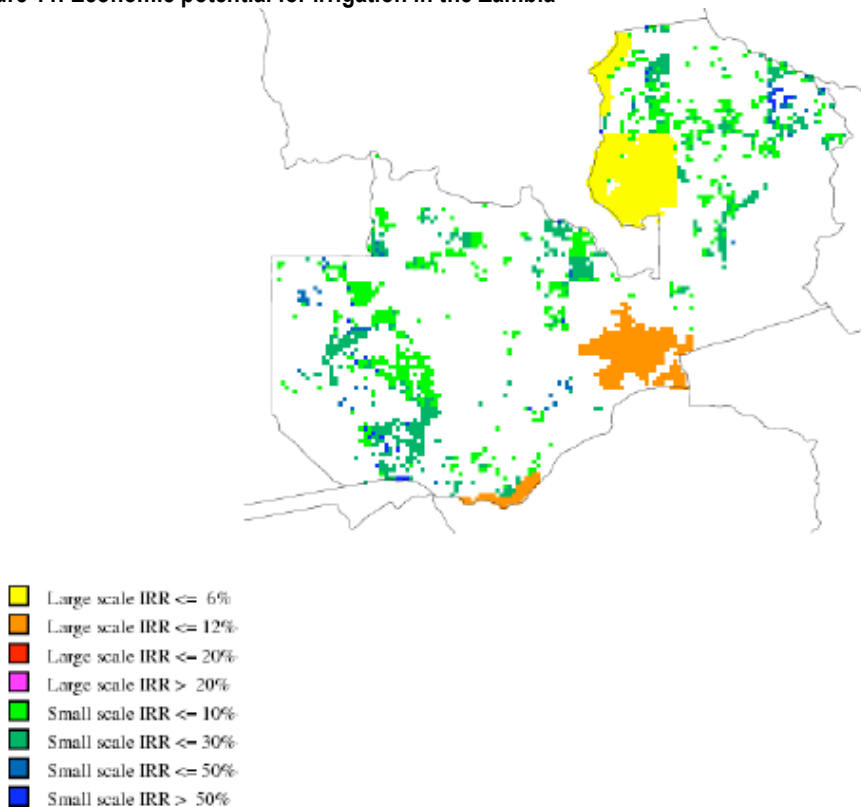 Economic potential for irrigation in the Zambia
Large scale IRR <= 6%
Large scale IRR <= 12%
Large scale IRR <= 20%
Large scale IRR > 20%
Small scale IRR <= 10%
Small scale IRR <= 30%
Small scale IRR <= 50%
Small scale IRR > 50%